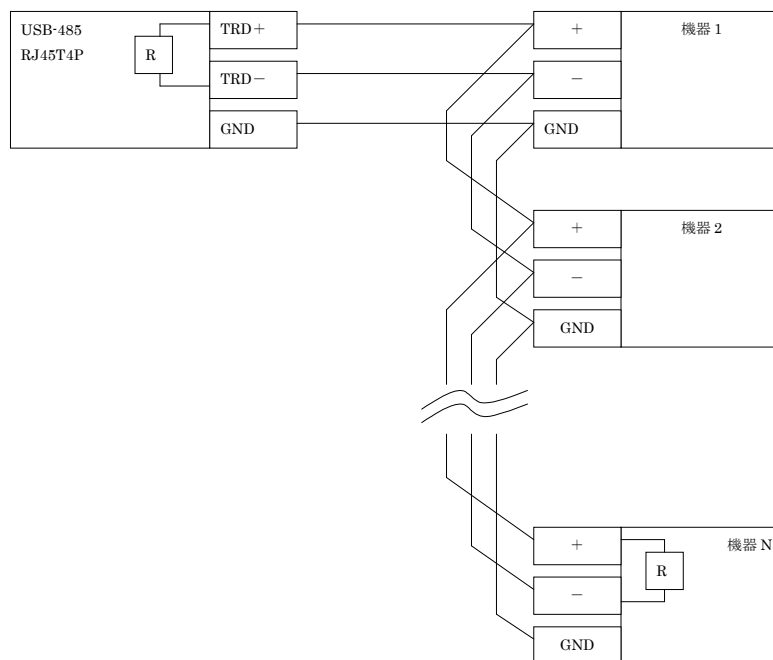 USB-485
RJ45T4P
R
TRD+
TRD−
GND
+
−
GND
機器 1
+
−
GND
機器 2
+
−
GND
R
機器 N